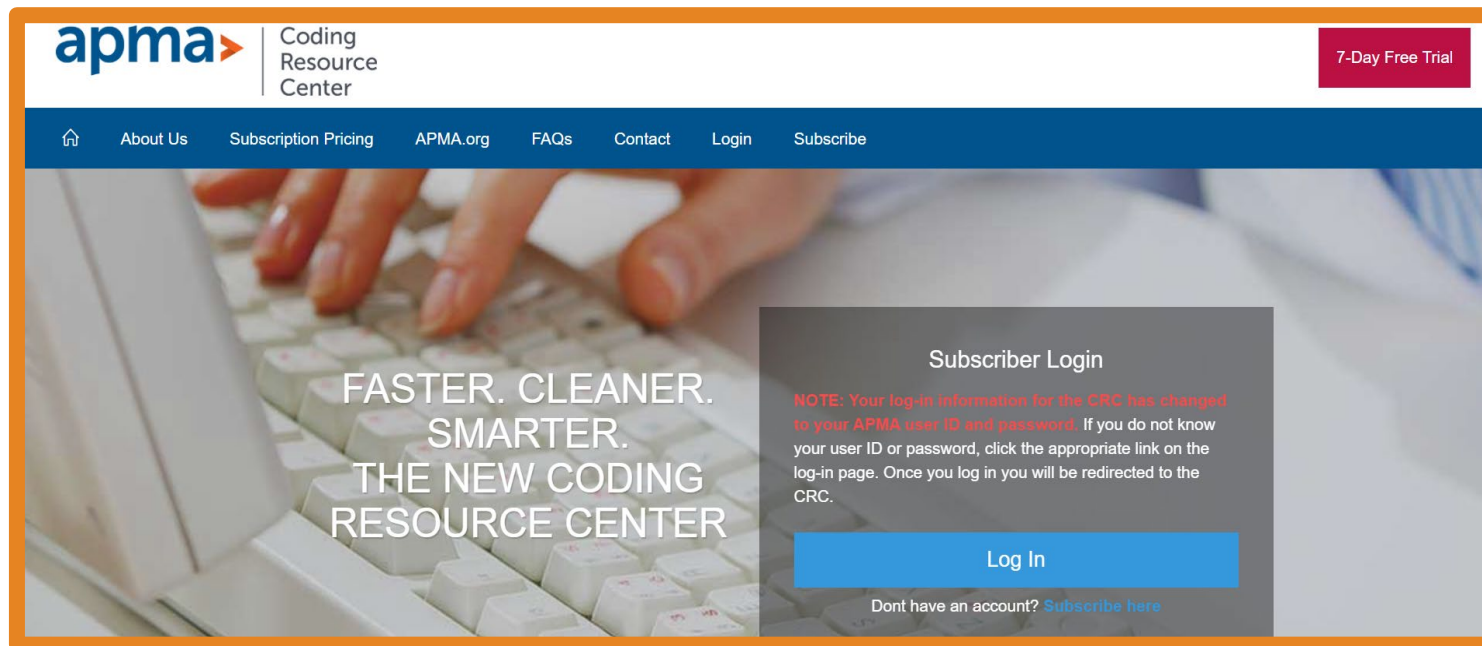 apma>
Coding
Resource
Center
7-Day Free Trial
About Us Subscription Pricing APMA.org FAQs Contact Login Subscribe
FASTER. CLEANER.
SMARTER.
THE NEW CODING
RESOURCE CENTER
Subscriber Login
NOTE: Your log-in information for the CRC has changed
to your APMA user ID and password. If you do not know
your user ID or password, click the appropriate link on the
log-in page. Once you log in you will be redirected to the
CRC.
Log In
Dont have an account? Subscribe here